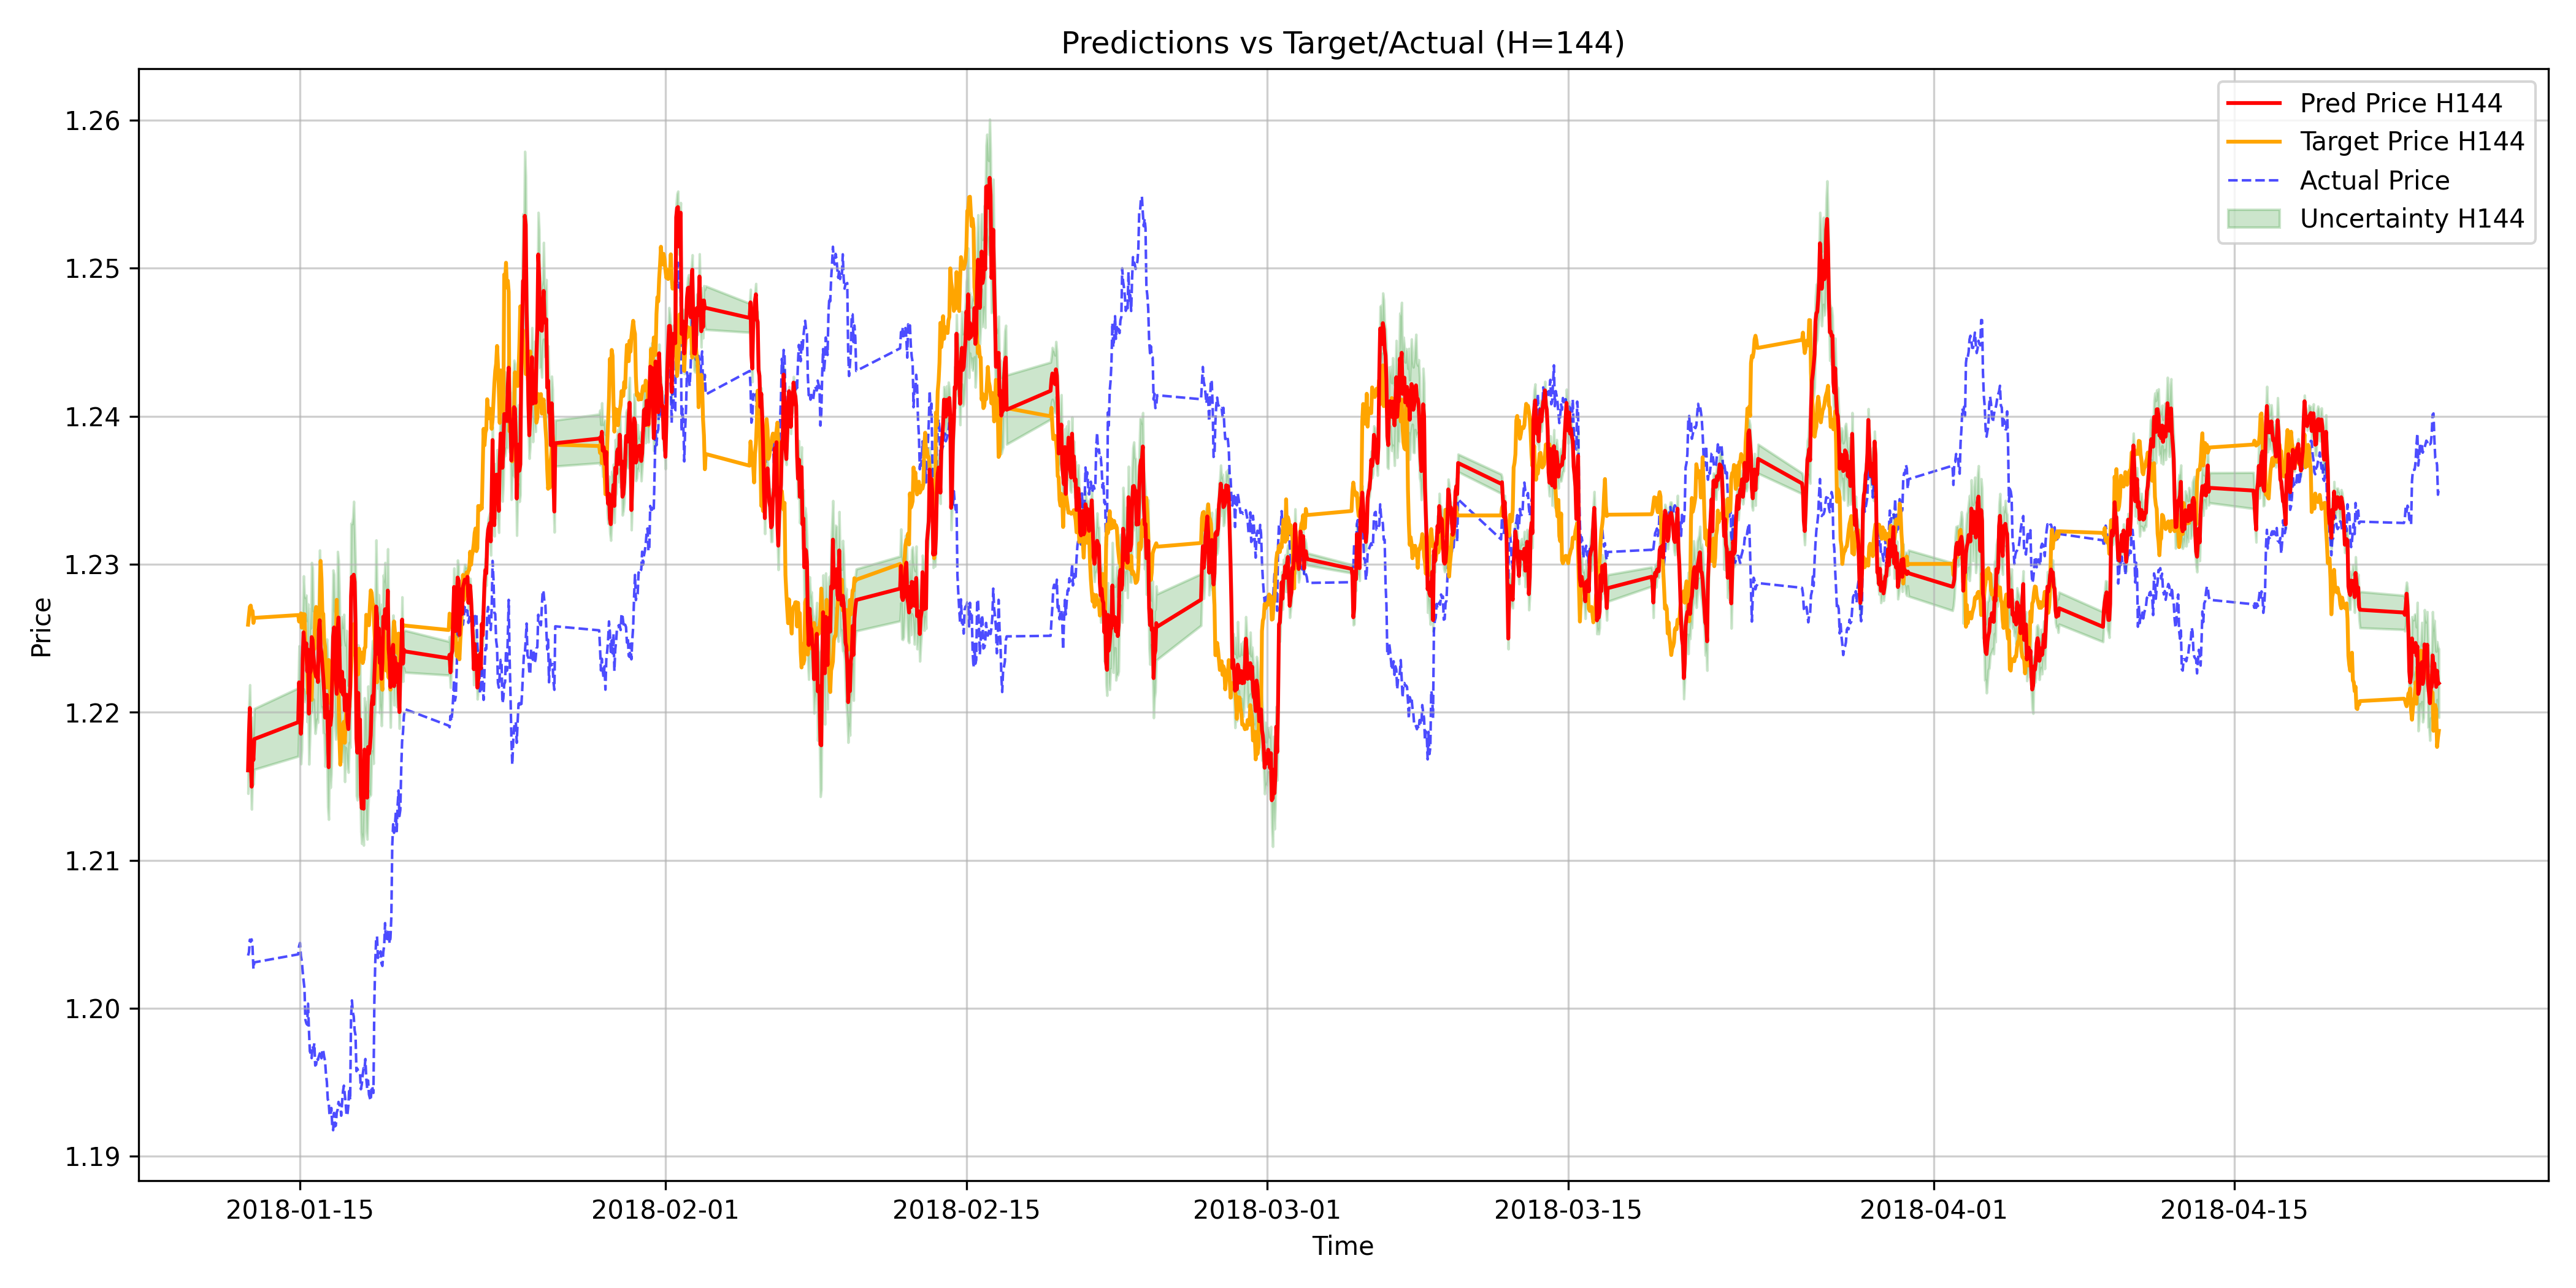 Predictions vs Target/Actual (H=144)
Pred Price H144
Target Price H144
Actual Price
Uncertainty H144
Price
1.26
1.25
1.24
1.23
1.22
1.21
1.20
1.19
2018-01-15
2018-02-01
2018-02-15
2018-03-01
2018-03-15
2018-04-01
2018-04-15
Time